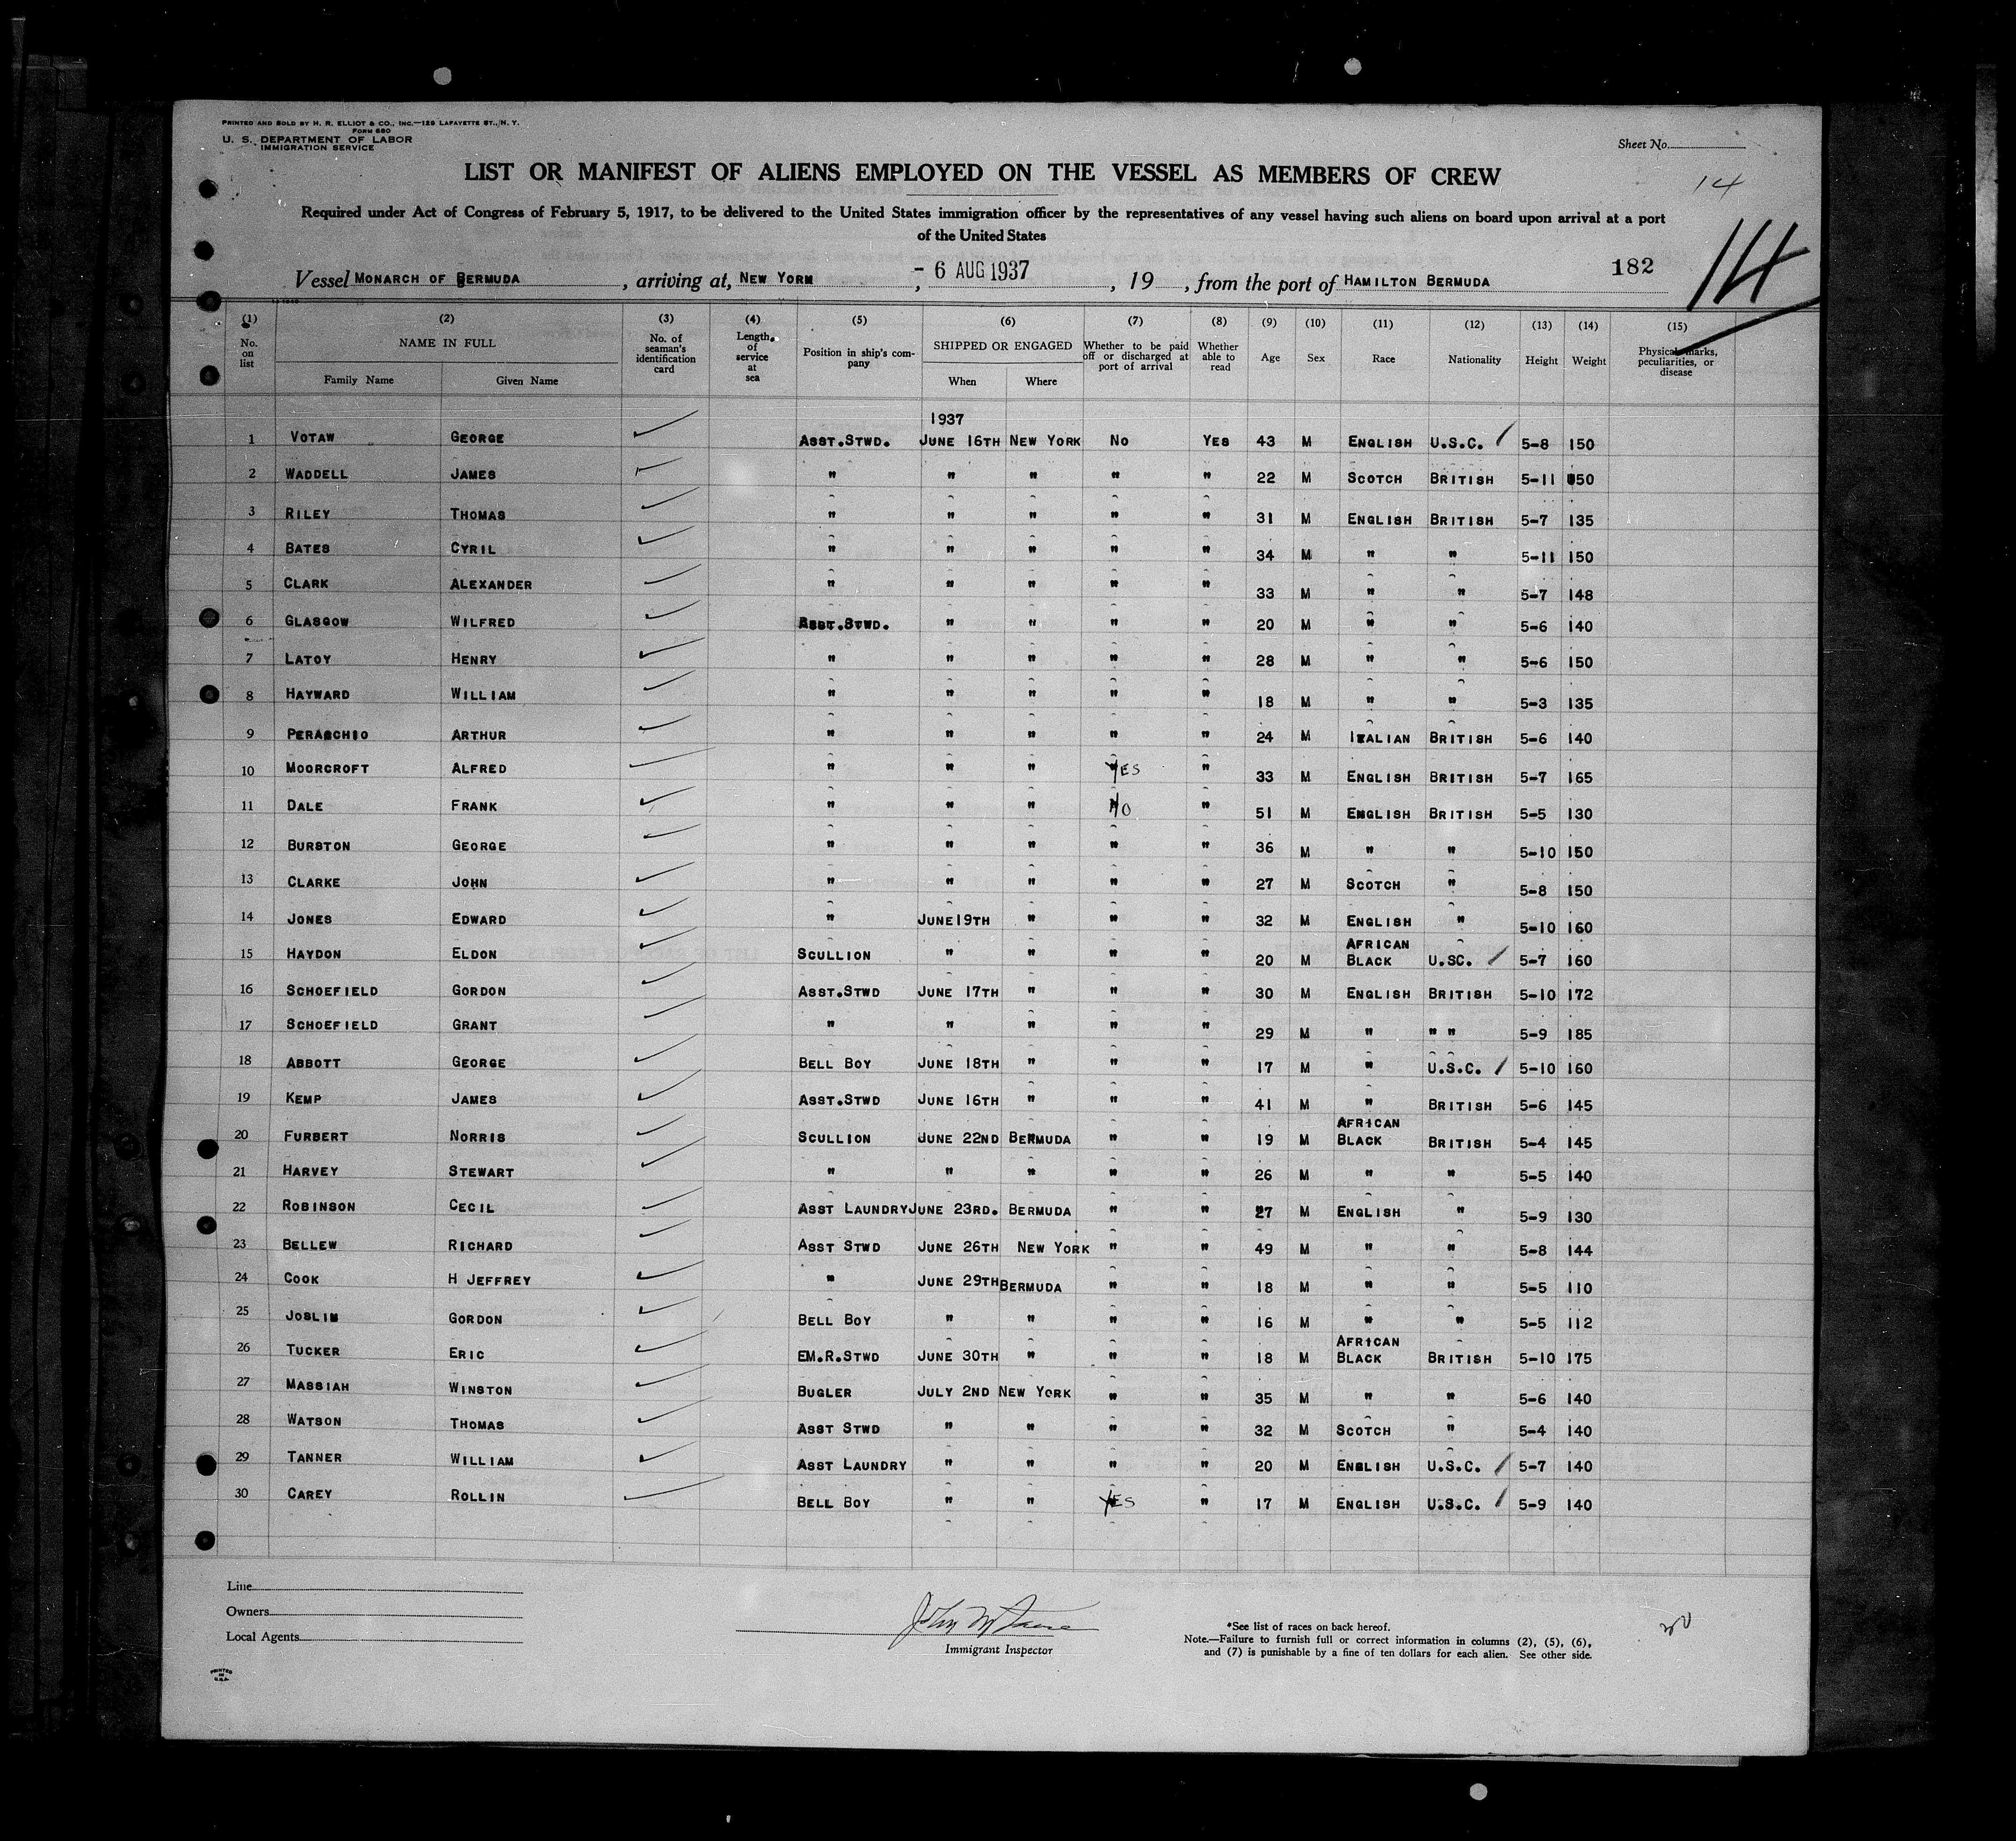 PRINTED AND SOLD BY H. R. ELLIOT & CO., INC.—129 LAFAYETTE ST., N. Y.
FORM 680
U. S. DEPARTMENT OF LABOR
IMMIGRATION SERVICE
Sheet No.
LIST OR MANIFEST OF ALIENS EMPLOYED ON THE VESSEL AS MEMBERS OF CREW
14
Required under Act of Congress of February 5, 1917, to be delivered to the United States immigration officer by the representatives of any vessel having such aliens on board upon arrival at a port
of the United States
14
Vessel MONARCH OF BERMUDA, arriving at, NEW YORK, - 6 AUG 1937, 19 , from the port of HAMILTON BERMUDA 182
(1) No. on list (2) NAME IN FULL Family Name Given Name (3) No. of seaman's identification card (4) Length of service at sea (5) Position in ship's company (6) SHIPPED OR ENGAGED When Where (7) Whether to be paid off or discharged at port of arrival (8) Whether able to read (9) Age (10) Sex (11) Race (12) Nationality (13) Height (14) Weight (15) Physical marks, peculiarities, or disease
1937
1 VOTAW GEORGE ASST.STWD. JUNE 16TH NEW YORK NO YES 43 M ENGLISH U.S.C. 5-8 150
2 WADDELL JAMES " " " " " 22 M SCOTCH BRITISH 5-11 150
3 RILEY THOMAS " " " " " 31 M ENGLISH BRITISH 5-7 135
4 BATES CYRIL " " " " " 34 M " " 5-11 150
5 CLARK ALEXANDER " " " " " 33 M " " 5-7 148
6 GLASGOW WILFRED ASST.STWD. " " " " 20 M " " 5-6 140
7 LATOY HENRY " " " " " 28 M " " 5-6 150
8 HAYWARD WILLIAM " " " " " 18 M " " 5-3 135
9 PERASCHIO ARTHUR " " " " " 24 M ITALIAN BRITISH 5-6 140
10 MOORCROFT ALFRED " " " YES " 33 M ENGLISH BRITISH 5-7 165
11 DALE FRANK " " " NO " 51 M ENGLISH BRITISH 5-5 130
12 BURSTON GEORGE " " " " " 36 M " " 5-10 150
13 CLARKE JOHN " " " " " 27 M SCOTCH " 5-8 150
14 JONES EDWARD " JUNE19TH " " " 32 M ENGLISH " 5-10 160
15 HAYDON ELDON SCULLION " " " " 20 M AFRICAN BLACK U.SC. 5-7 160
16 SCHOEFIELD GORDON ASST.STWD JUNE 17TH " " " 30 M ENGLISH BRITISH 5-10 172
17 SCHOEFIELD GRANT " " " " " 29 M " " " 5-9 185
18 ABBOTT GEORGE BELL BOY JUNE 18TH " " " 17 M " U.S.C. 5-10 160
19 KEMP JAMES ASST.STWD JUNE 16TH " " " 41 M " BRITISH 5-6 145
20 FURBERT NORRIS SCULLION JUNE 22ND BERMUDA " " 19 M AFRICAN BLACK BRITISH 5-4 145
21 HARVEY STEWART " " " " " 26 M " " 5-5 140
22 ROBINSON CECIL ASST LAUNDRY JUNE 23RD. BERMUDA " " 27 M ENGLISH " 5-9 130
23 BELLEW RICHARD ASST STWD JUNE 26TH NEW YORK " " 49 M " " 5-8 144
24 COOK H JEFFREY " JUNE 29TH BERMUDA " " 18 M " " 5-5 110
25 JOSLIN GORDON BELL BOY " " " " 16 M " " 5-5 112
26 TUCKER ERIC EM.R.STWD JUNE 30TH " " " 18 M AFRICAN BLACK BRITISH 5-10 175
27 MASSIAH WINSTON BUGLER JULY 2ND NEW YORK " " 35 M " " 5-6 140
28 WATSON THOMAS ASST STWD " " " " 32 M SCOTCH " 5-4 140
29 TANNER WILLIAM ASST LAUNDRY " " " " 20 M ENGLISH U.S.C. 5-7 140
30 CAREY ROLLIN BELL BOY " " YES " 17 M ENGLISH U.S.C. 5-9 140
Line
Owners
Local Agents
Immigrant Inspector
*See list of races on back hereof.
Note.—Failure to furnish full or correct information in columns (2), (5), (6),
and (7) is punishable by a fine of ten dollars for each alien. See other side.
PRINTED
IN
U.S.A.